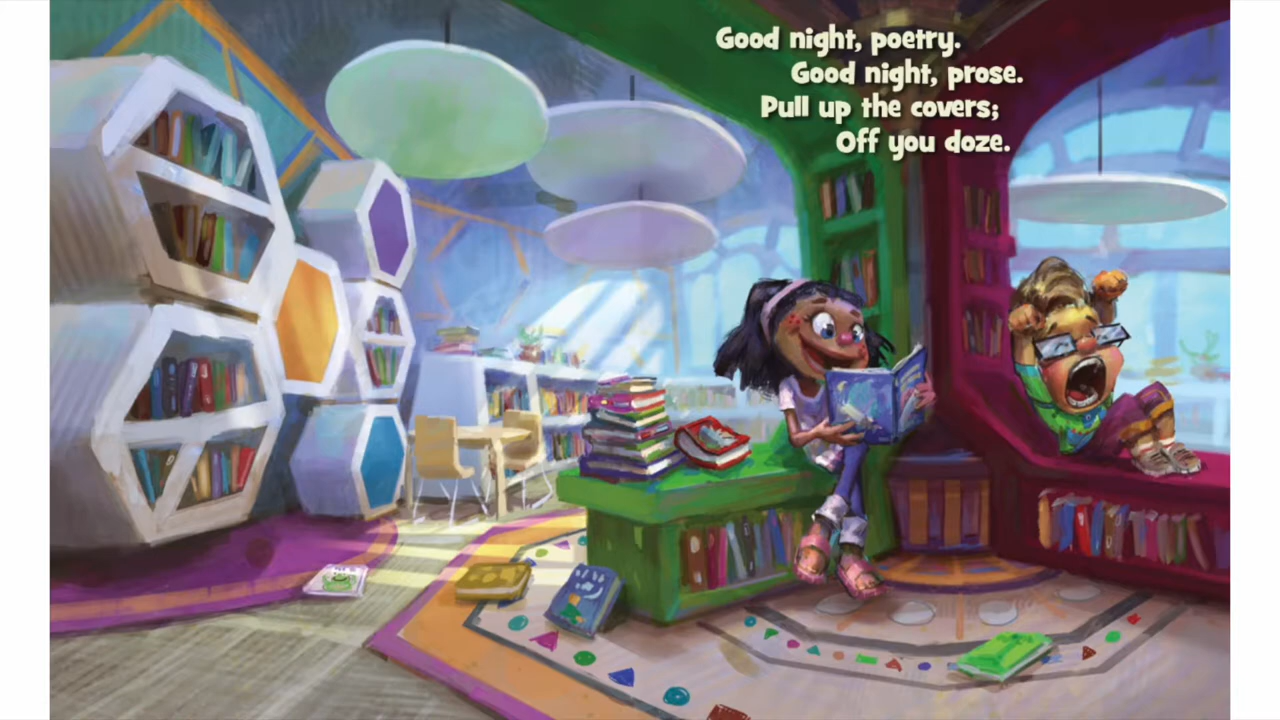 Good night, poetry.
Good night, prose.
Pull up the covers;
Off you doze.